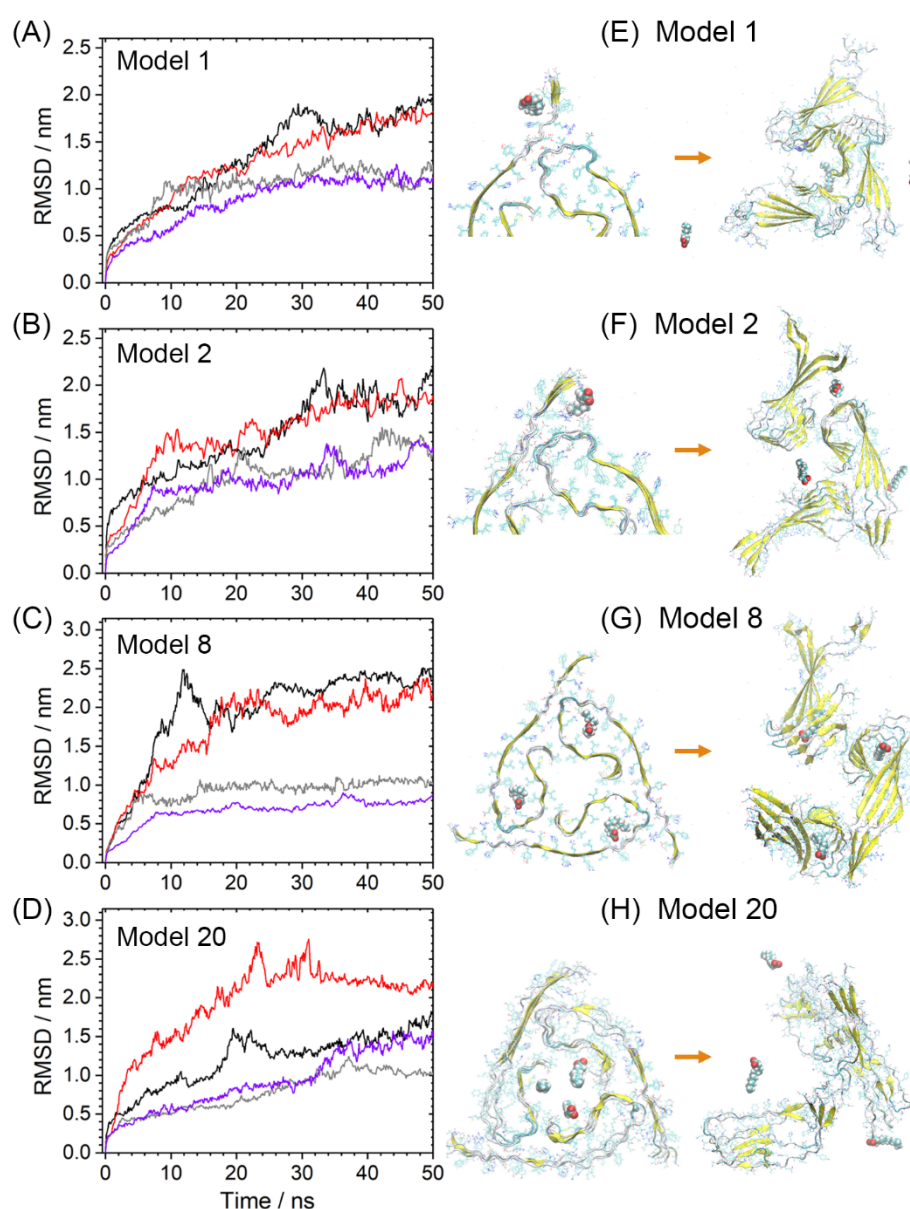 (A)
2.5
2.0
1.5
1.0
0.5
0.0
RMSD / nm
Model 1
0 10 20 30 40 50
(E) Model 1
(B)
2.5
2.0
1.5
1.0
0.5
0.0
RMSD / nm
Model 2
0 10 20 30 40 50
(F) Model 2
(C)
3.0
2.5
2.0
1.5
1.0
0.5
0.0
RMSD / nm
Model 8
0 10 20 30 40 50
(G) Model 8
(D)
3.0
2.5
2.0
1.5
1.0
0.5
0.0
RMSD / nm
Model 20
0 10 20 30 40 50
Time / ns
(H) Model 20